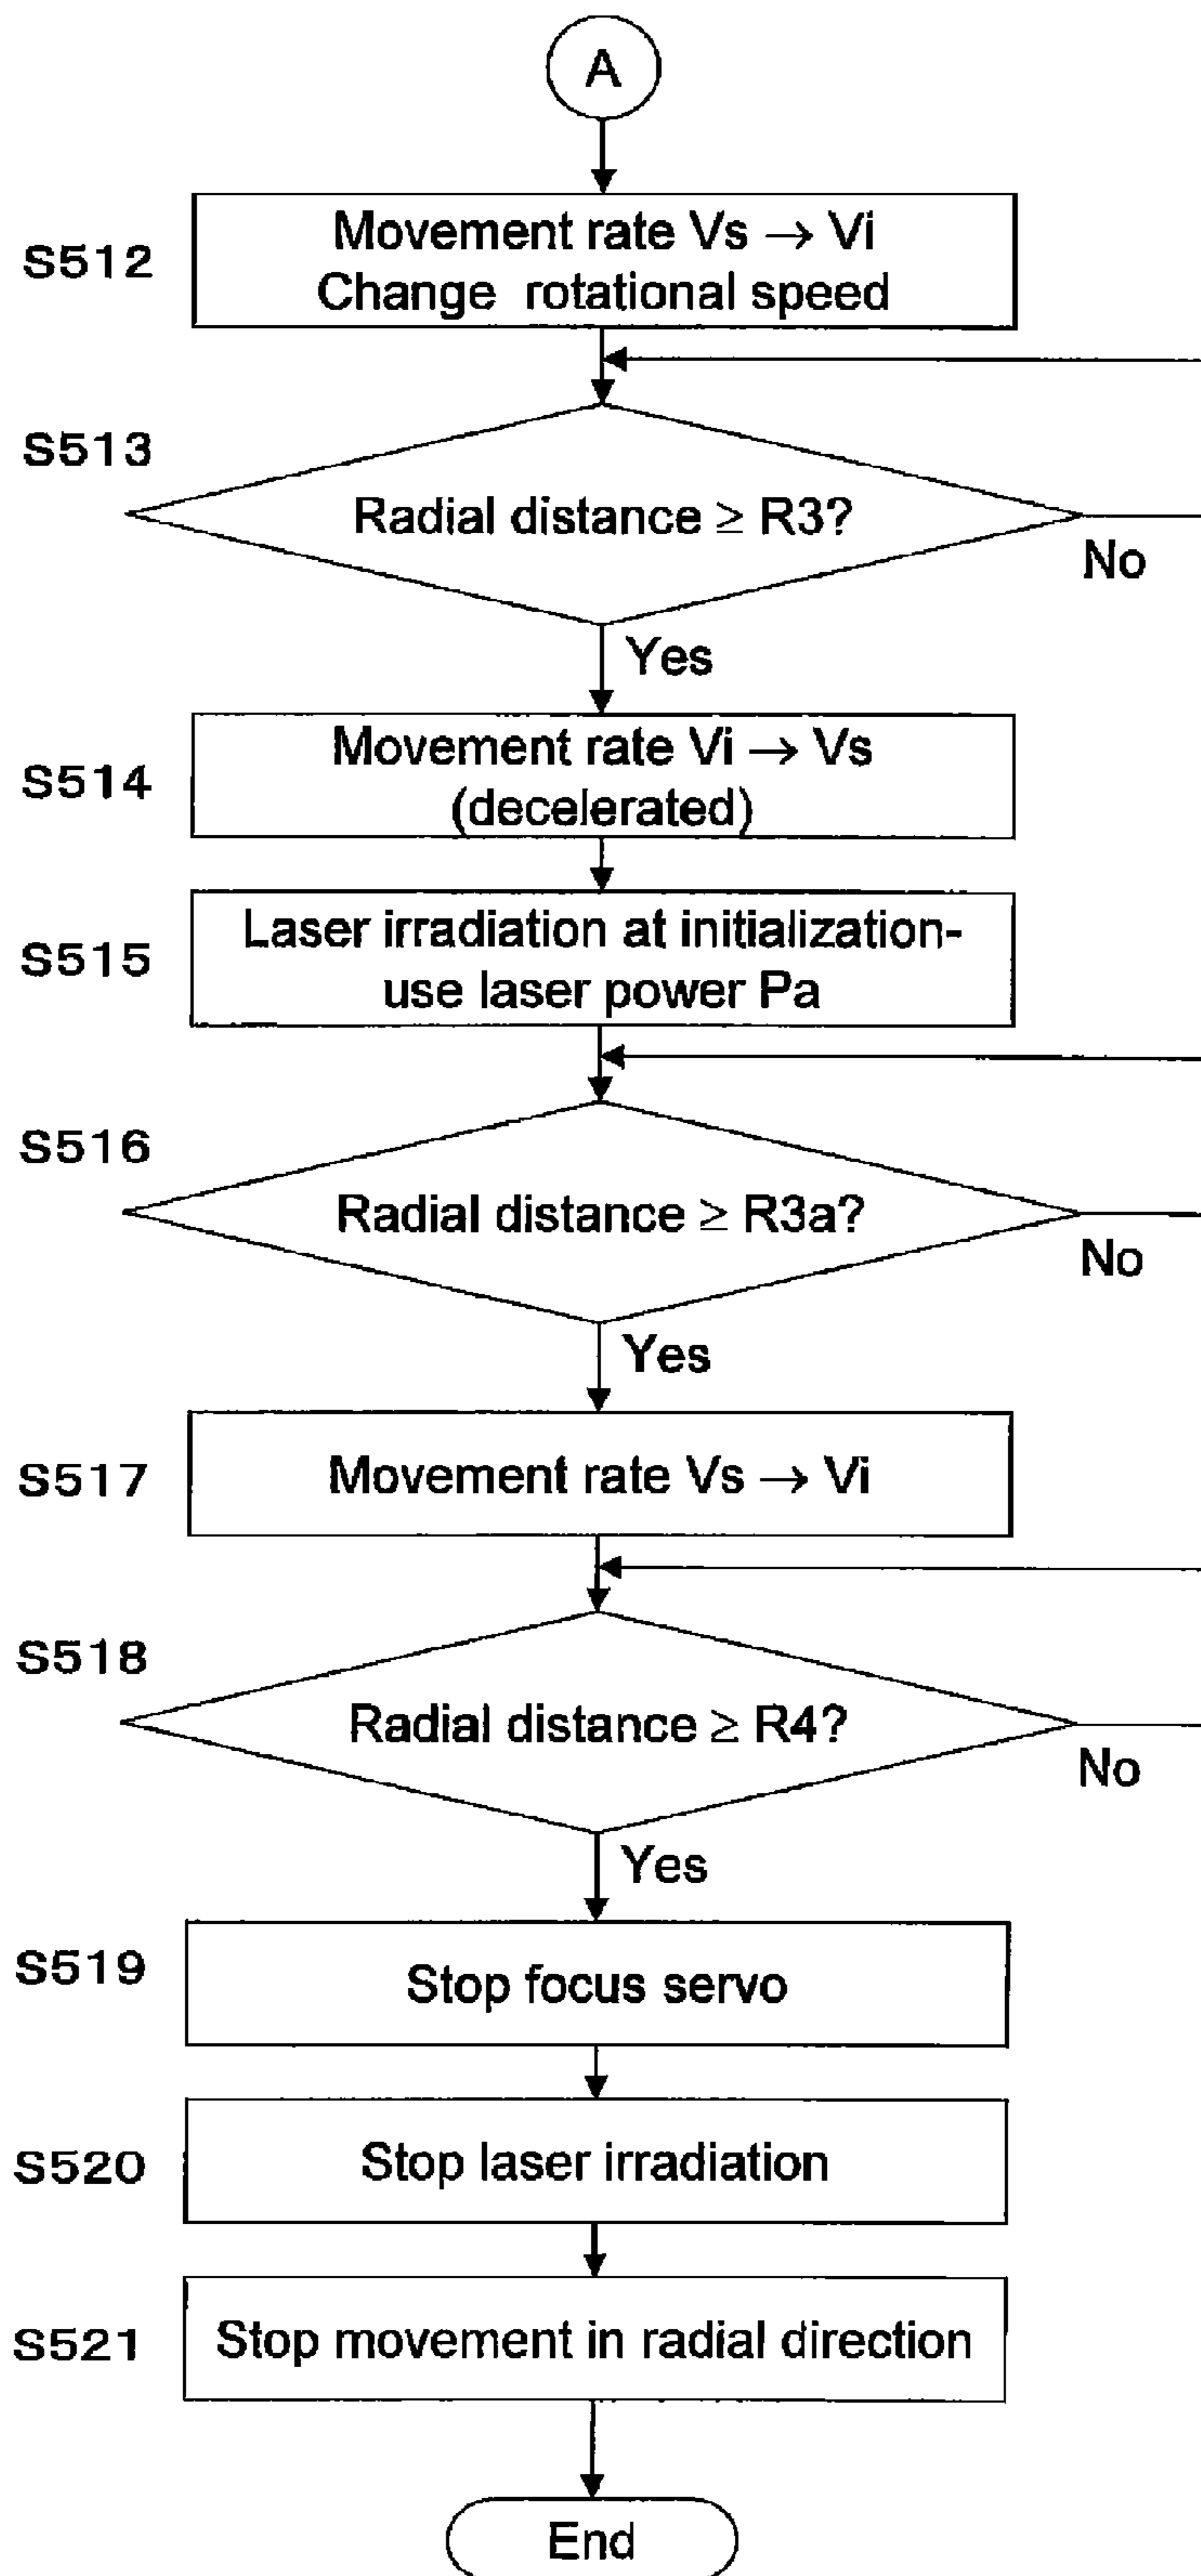 A
S512
Movement rate Vs → Vi
Change rotational speed
S513
Radial distance ≥ R3?
No
Yes
S514
Movement rate Vi → Vs
(decelerated)
S515
Laser irradiation at initialization-
use laser power Pa
S516
Radial distance ≥ R3a?
No
Yes
S517
Movement rate Vs → Vi
S518
Radial distance ≥ R4?
No
Yes
S519
Stop focus servo
S520
Stop laser irradiation
S521
Stop movement in radial direction
End